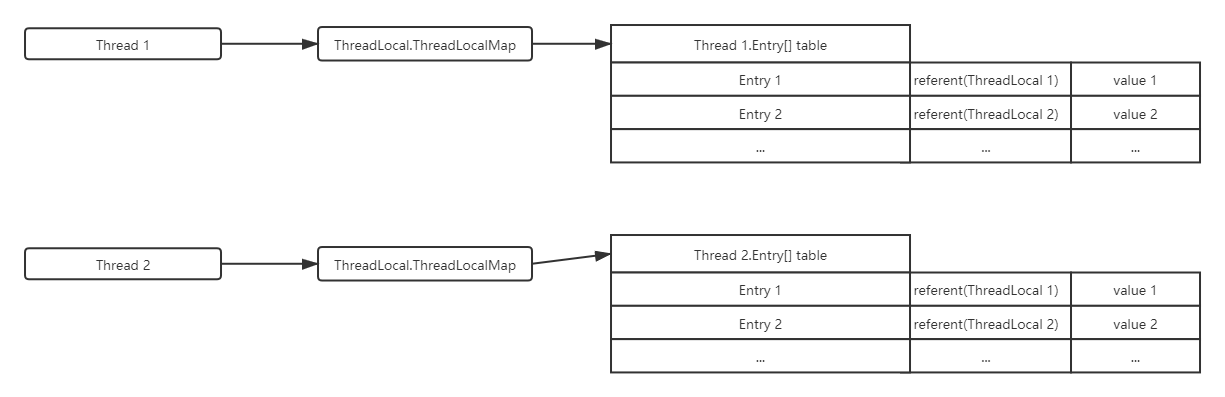 Thread 1
ThreadLocal.ThreadLocalMap
Thread 1.Entry[] table
Entry 1
referent(ThreadLocal 1)
value 1
Entry 2
referent(ThreadLocal 2)
value 2
...
...
...
Thread 2
ThreadLocal.ThreadLocalMap
Thread 2.Entry[] table
Entry 1
referent(ThreadLocal 1)
value 1
Entry 2
referent(ThreadLocal 2)
value 2
...
...
...